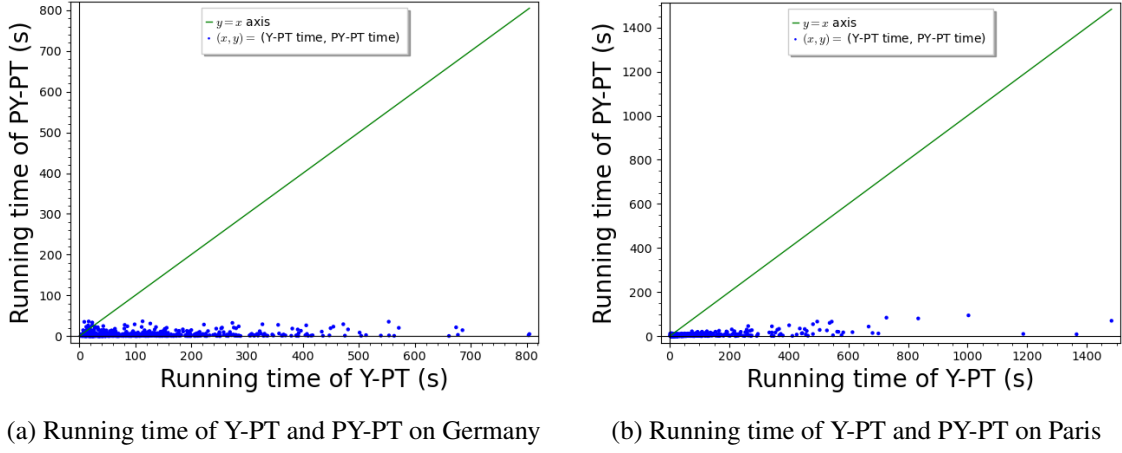 800
700
600
500
400
300
200
100
0
Running time of PY-PT (s)
y = x axis
(x, y) = (Y-PT time, PY-PT time)
0 100 200 300 400 500 600 700 800
Running time of Y-PT (s)
(a) Running time of Y-PT and PY-PT on Germany
1400
1200
1000
800
600
400
200
0
Running time of PY-PT (s)
y = x axis
(x, y) = (Y-PT time, PY-PT time)
0 200 400 600 800 1000 1200 1400
Running time of Y-PT (s)
(b) Running time of Y-PT and PY-PT on Paris